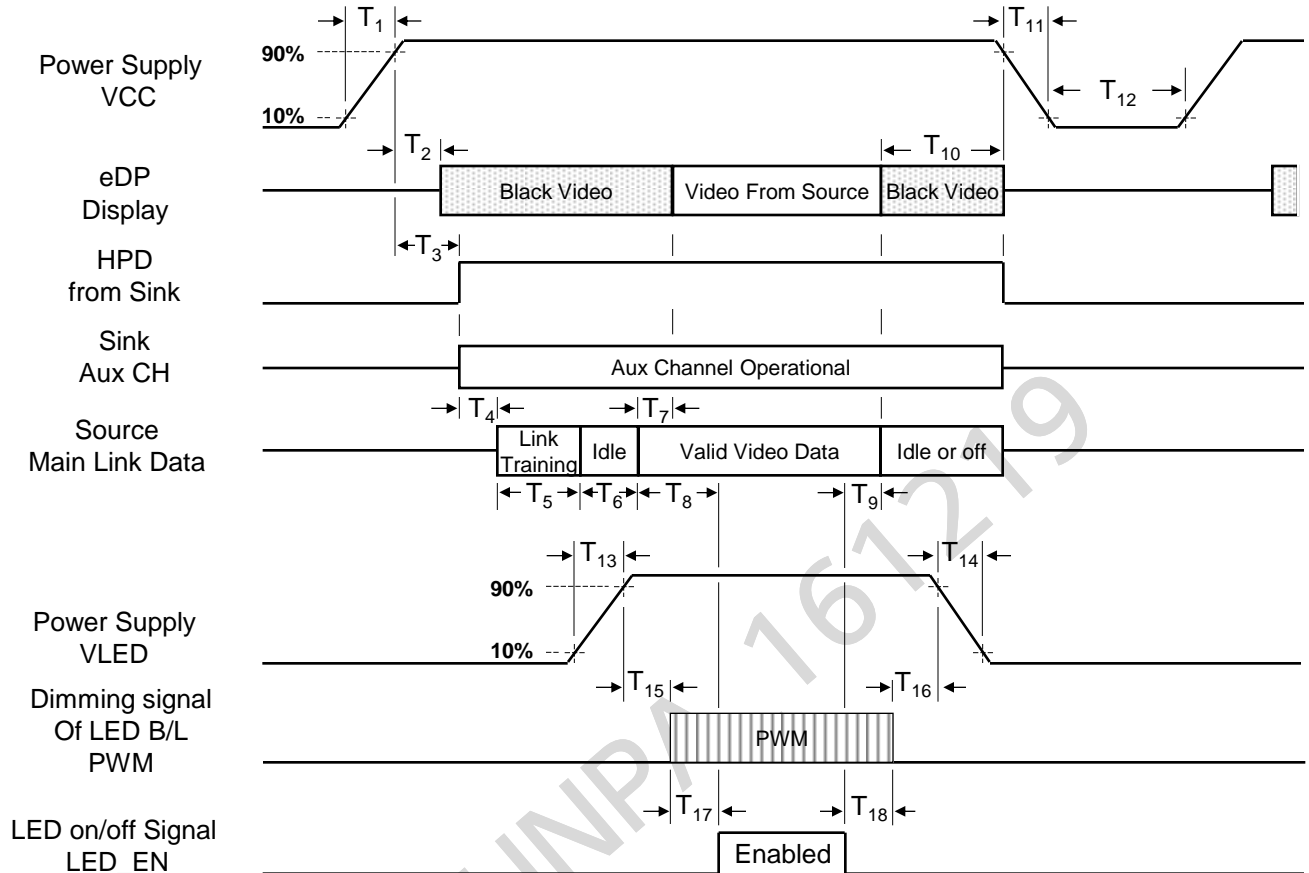 T1
T11
90%
Power Supply
VCC
T12
10%
T2
T10
eDP
Display
Black Video
Video From Source
Black Video
T3
HPD
from Sink
Sink
Aux CH
Aux Channel Operational
T4
T7
Source
Main Link Data
Link
Training
Idle
Valid Video Data
Idle or off
T5
T6
T8
T9
T13
T14
90%
Power Supply
VLED
10%
T15
T16
Dimming signal
Of LED B/L
PWM
PWM
T17
T18
LED on/off Signal
LED EN
Enabled
UNPA 161219